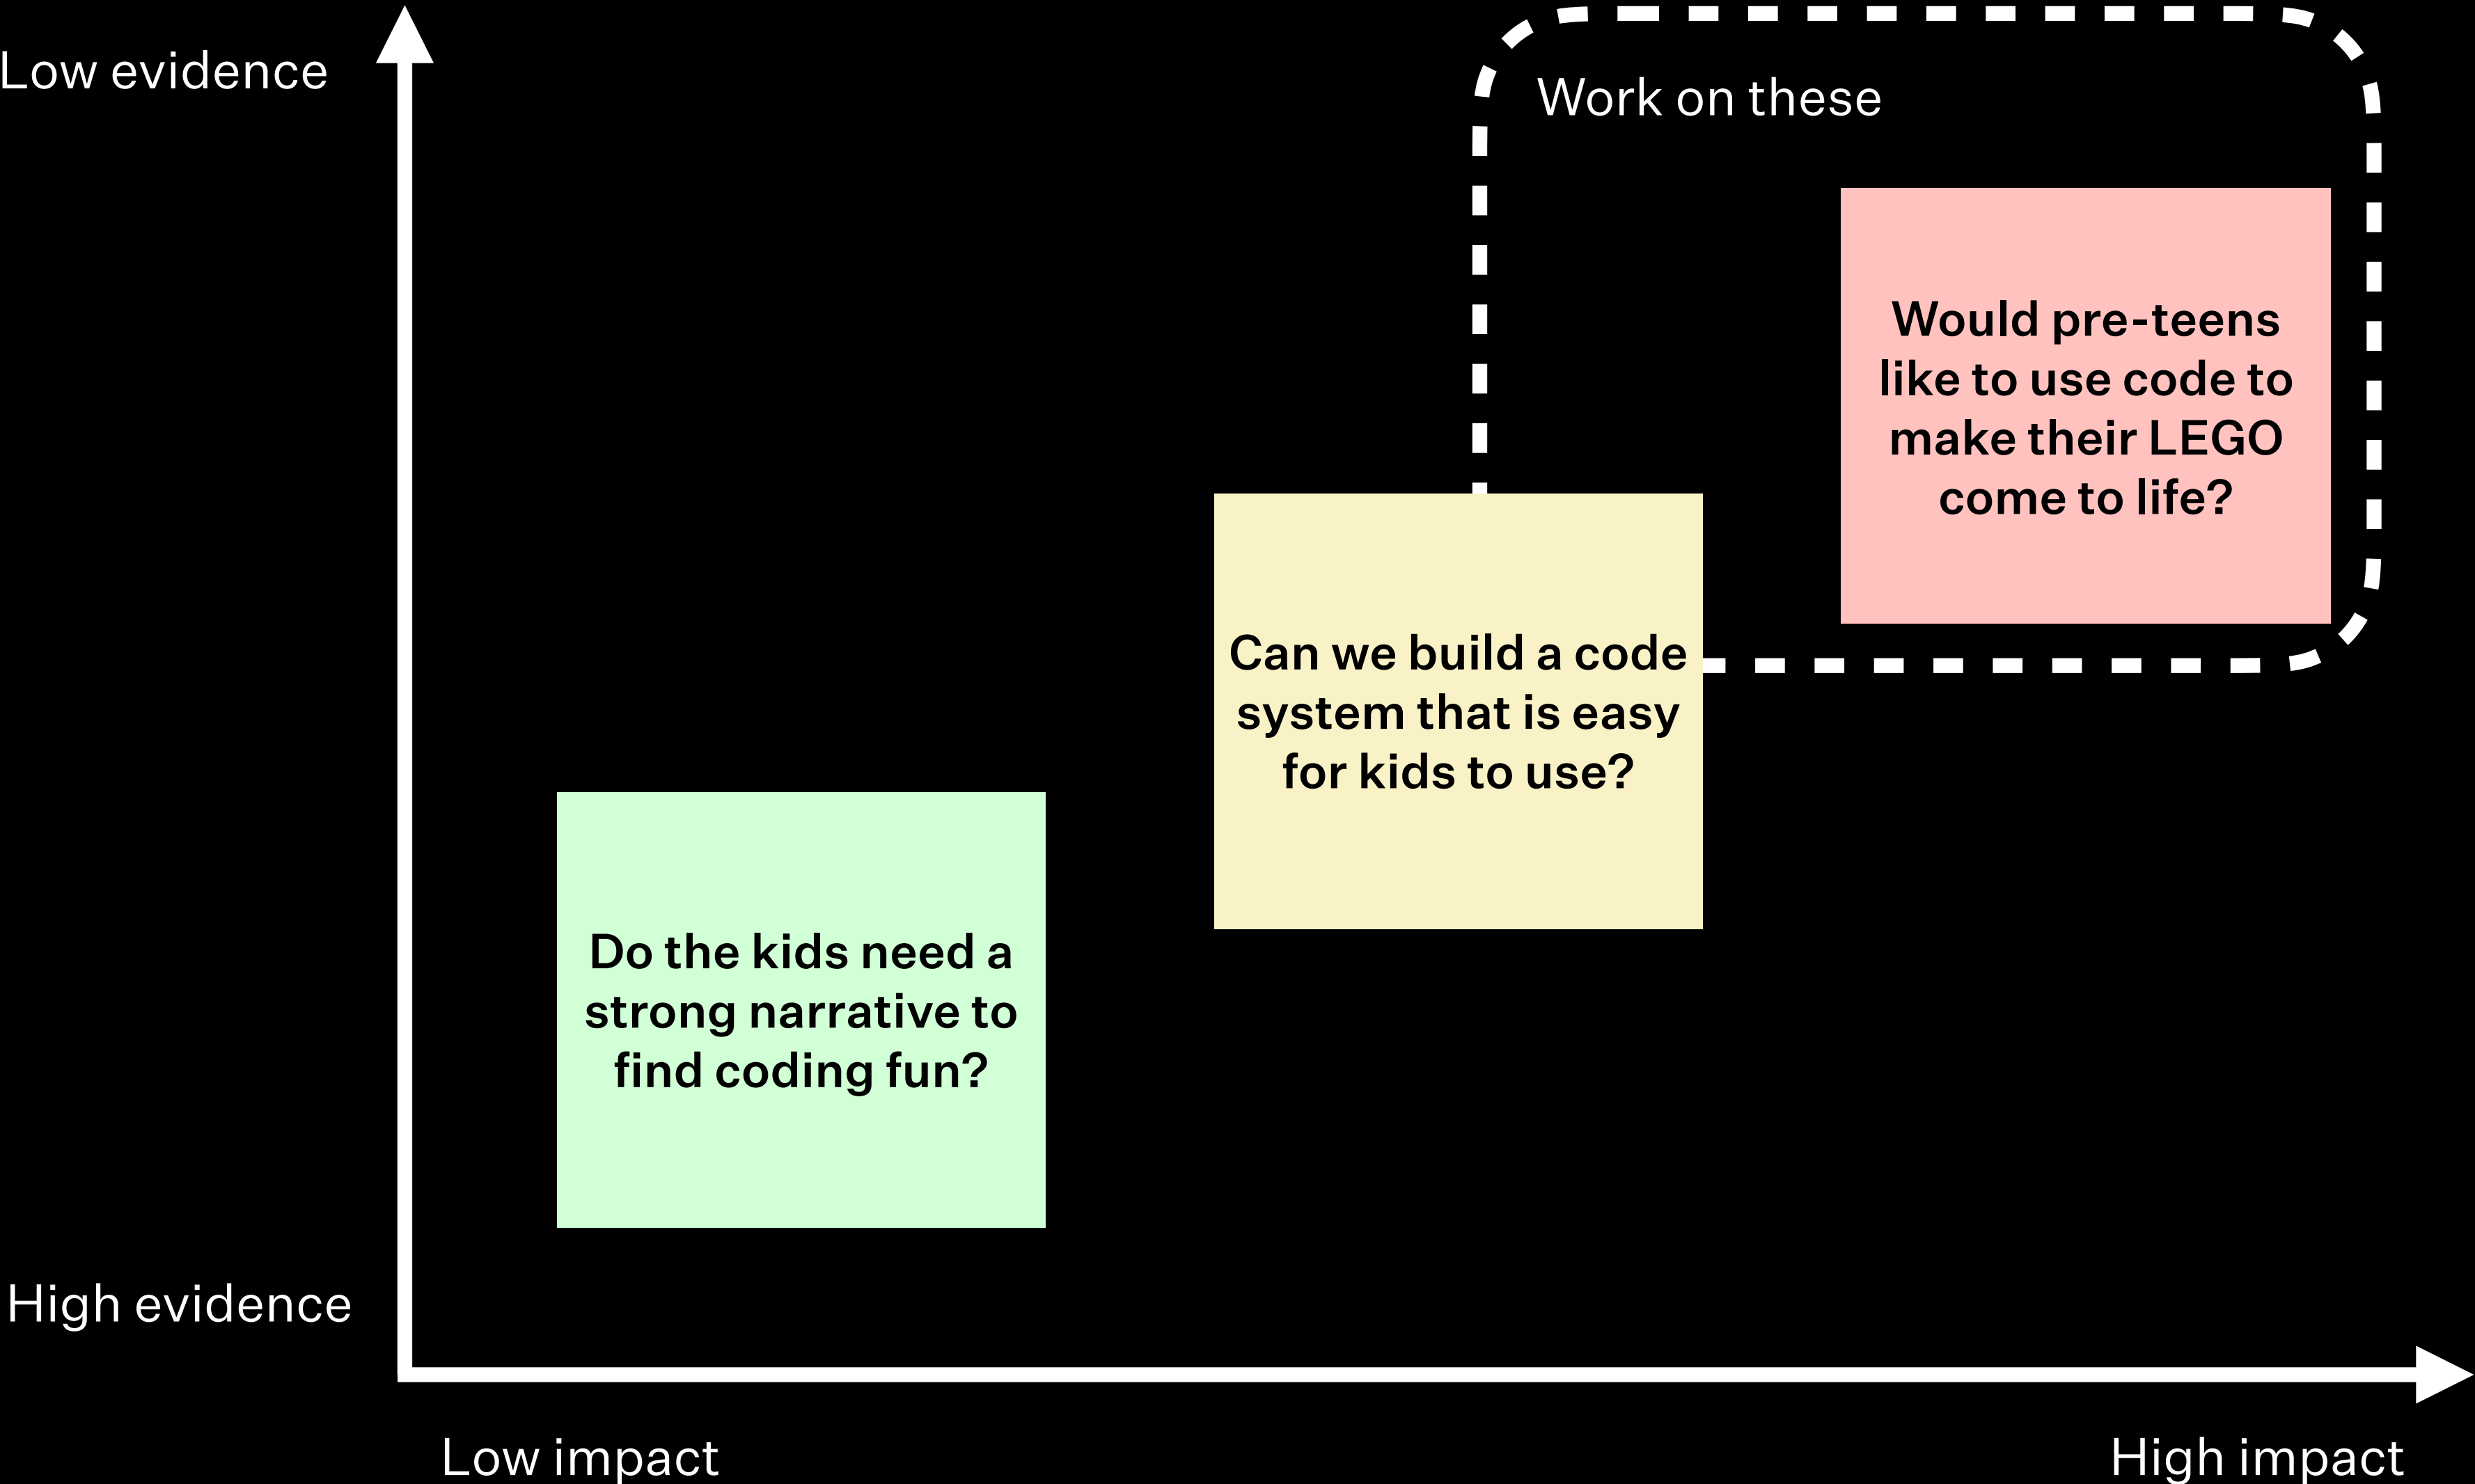 Low evidence
Work on these
Would pre-teens
like to use code to
make their LEGO
come to life?
Can we build a code
system that is easy
for kids to use?
Do the kids need a
strong narrative to
find coding fun?
High evidence
Low impact
High impact